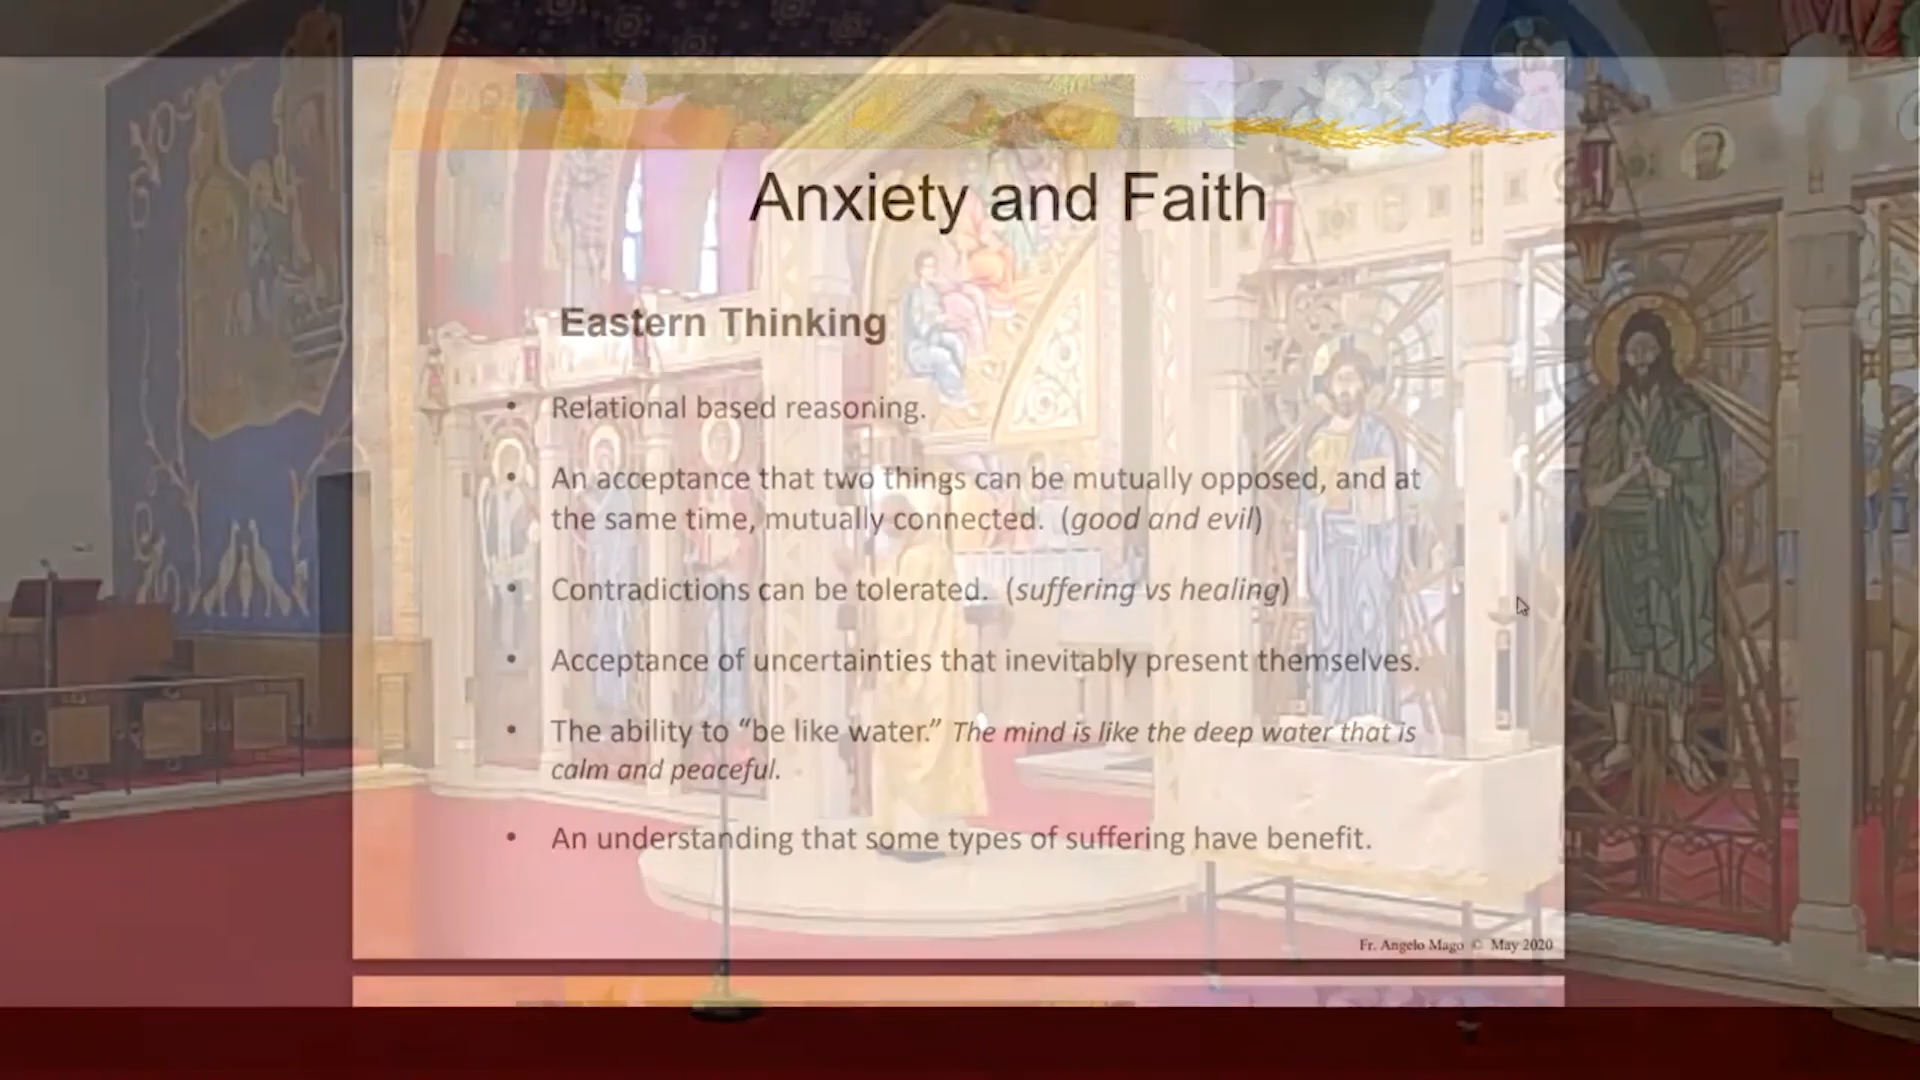 Anxiety and Faith
Eastern Thinking
• Relational based reasoning.
• An acceptance that two things can be mutually opposed, and at
the same time, mutually connected. (good and evil)
• Contradictions can be tolerated. (suffering vs healing)
• Acceptance of uncertainties that inevitably present themselves.
• The ability to “be like water.” The mind is like the deep water that is
calm and peaceful.
• An understanding that some types of suffering have benefit.
Fr. Angelo Mago © May 2020